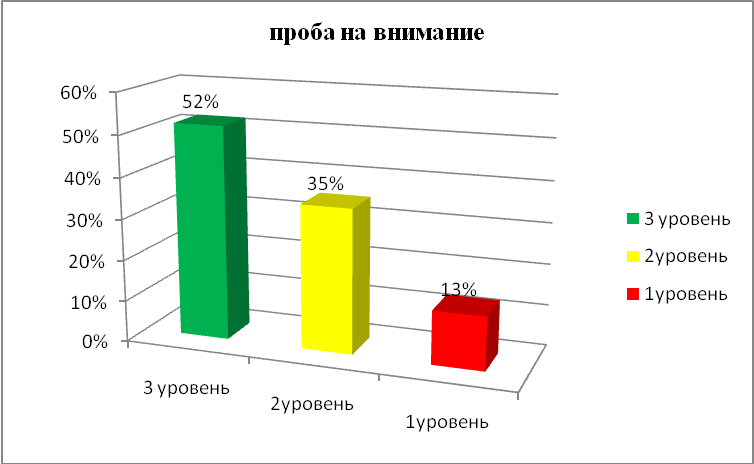 проба на внимание
60%
50%
40%
30%
20%
10%
0%
52%
35%
13%
3 уровень
2уровень
1уровень
3 уровень
2уровень
1уровень